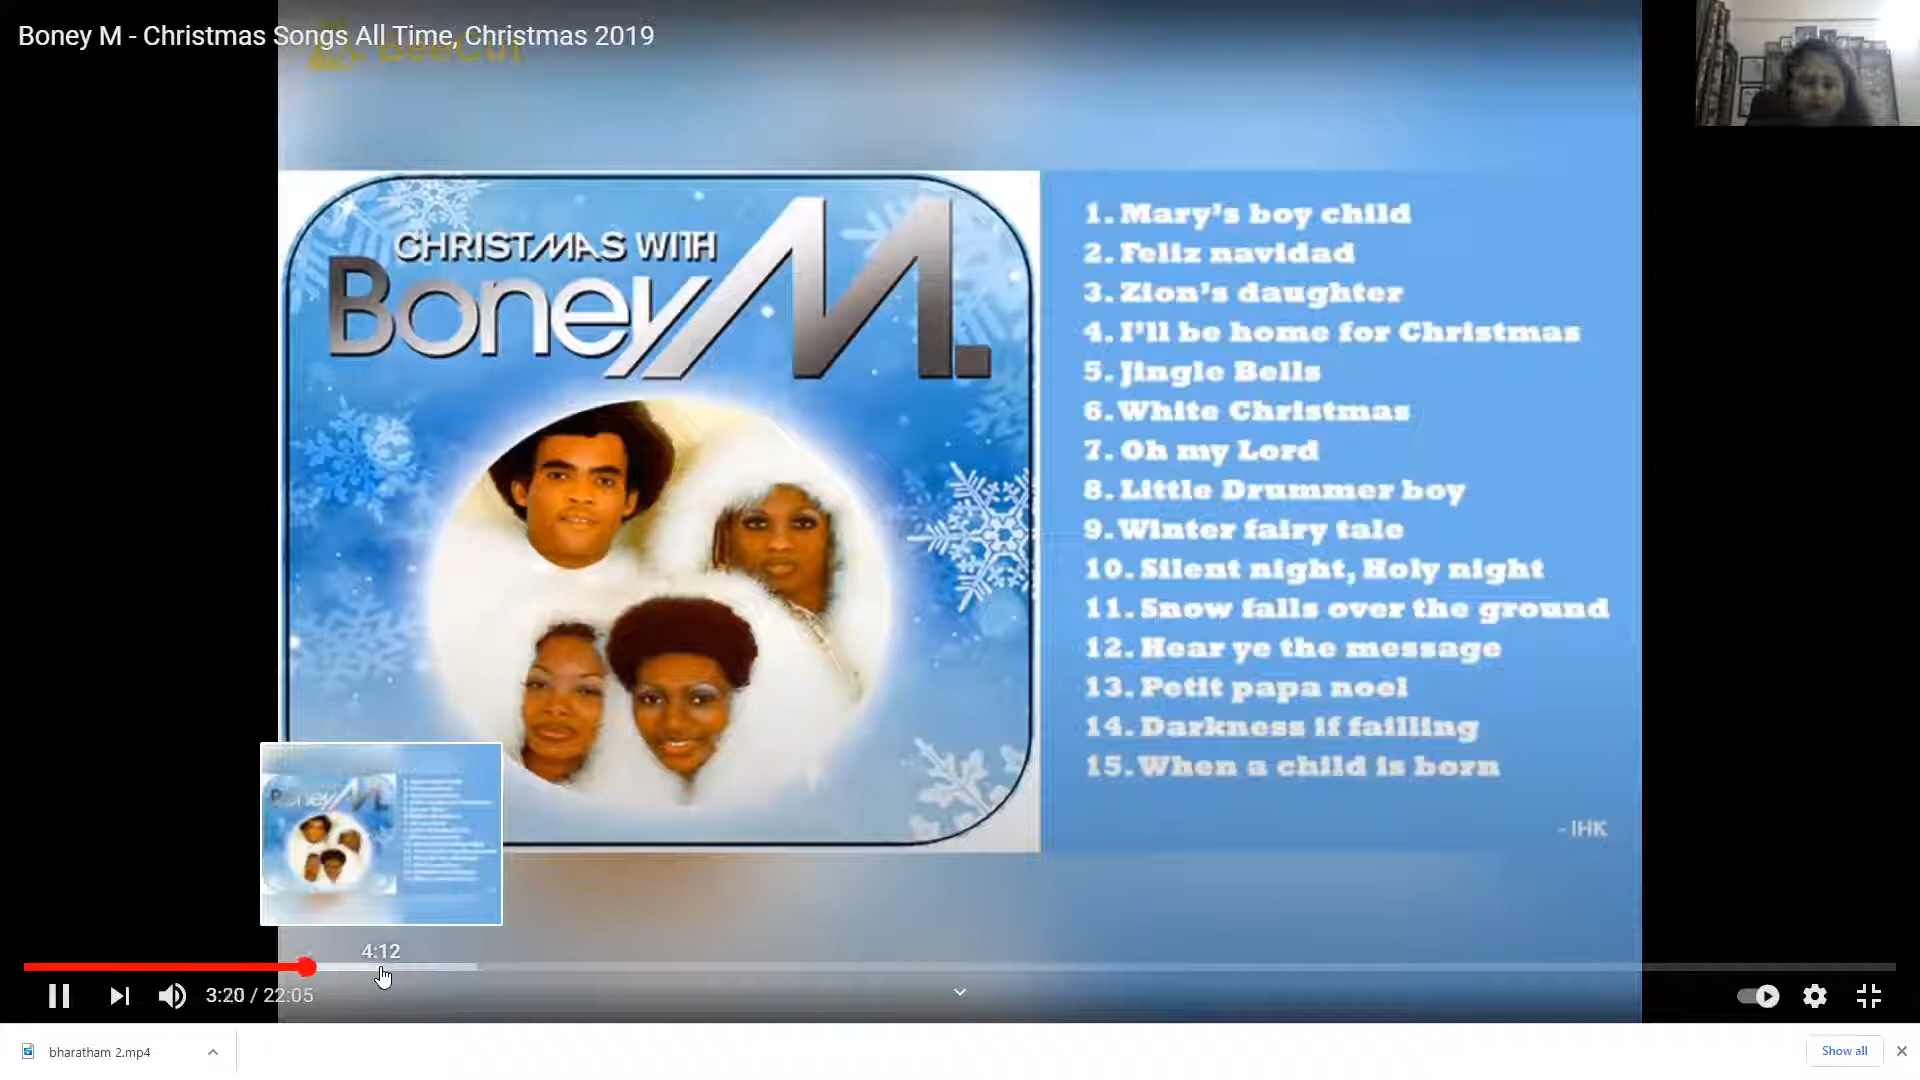 Boney M - Christmas Songs All Time, Christmas 2019
BeeCut
CHRISTMAS WITH
Boney M.
1. Mary's boy child
2. Feliz navidad
3. Zion's daughter
4. I'll be home for Christmas
5. Jingle Bells
6. White Christmas
7. Oh my Lord
8. Little Drummer boy
9. Winter fairy tale
10. Silent night, Holy night
11. Snow falls over the ground
12. Hear ye the message
13. Petit papa noel
14. Darkness if failling
15. When a child is born
- IHK
Boney M.
4:12
3:20 / 22:05
bharatham 2.mp4
Show all